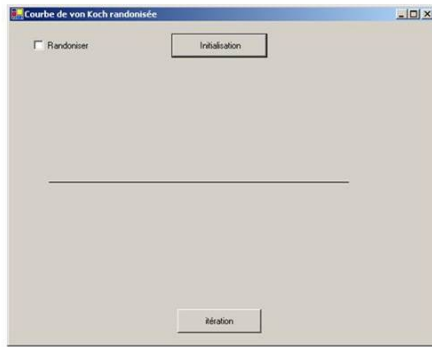 Courbe de von Koch randonisée
Randoniser
Initialisation
itération